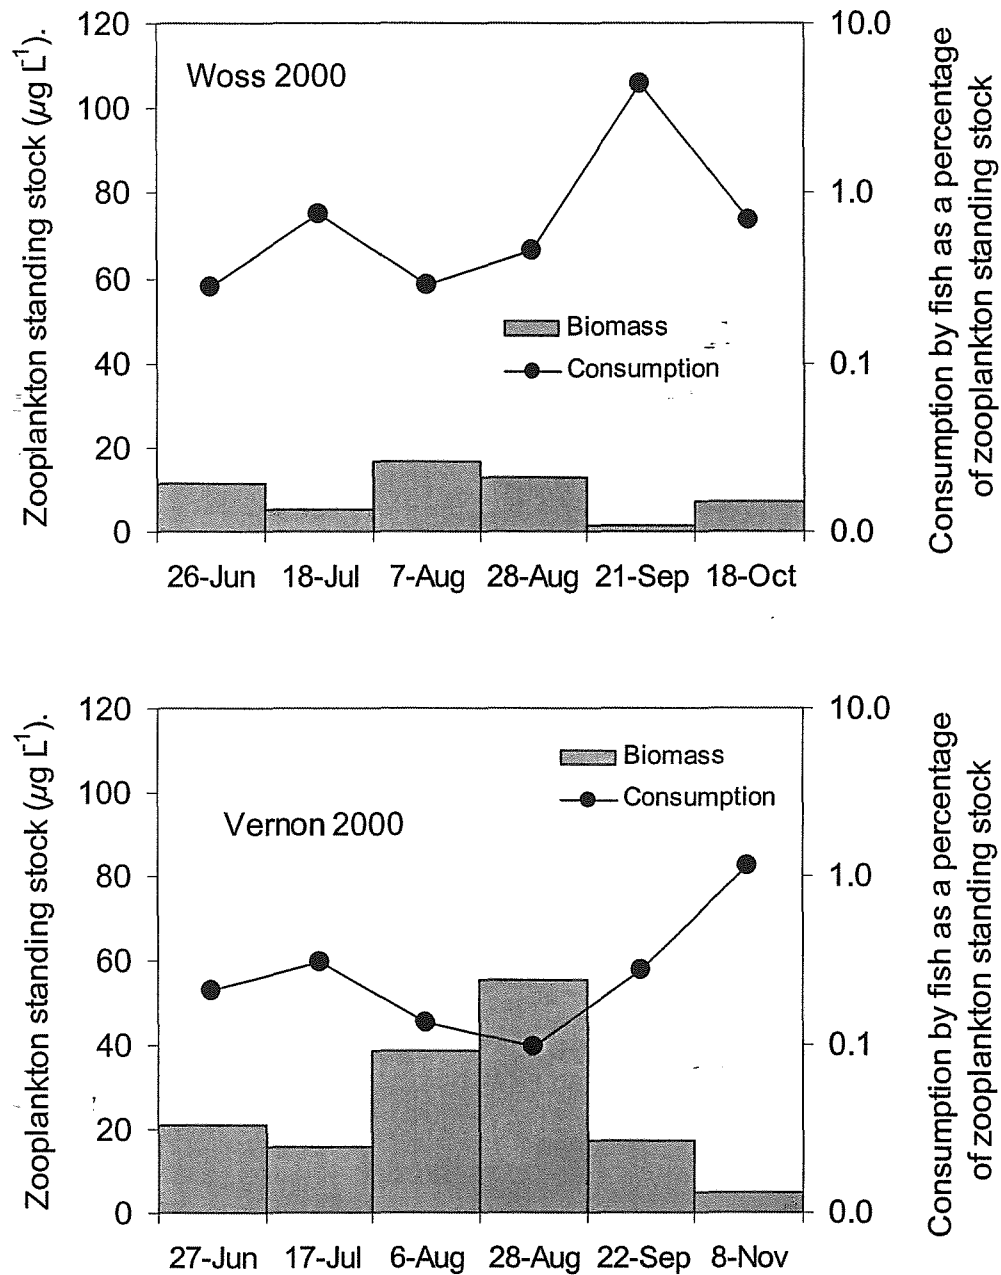 Woss 2000
Zooplankton standing stock (µg L⁻¹).
120
100
80
60
40
20
0
10.0
1.0
0.1
0.0
Consumption by fish as a percentage
of zooplankton standing stock
Biomass
Consumption
26-Jun 18-Jul 7-Aug 28-Aug 21-Sep 18-Oct
Vernon 2000
Zooplankton standing stock (µg L⁻¹).
120
100
80
60
40
20
0
10.0
1.0
0.1
0.0
Consumption by fish as a percentage
of zooplankton standing stock
Biomass
Consumption
27-Jun 17-Jul 6-Aug 28-Aug 22-Sep 8-Nov